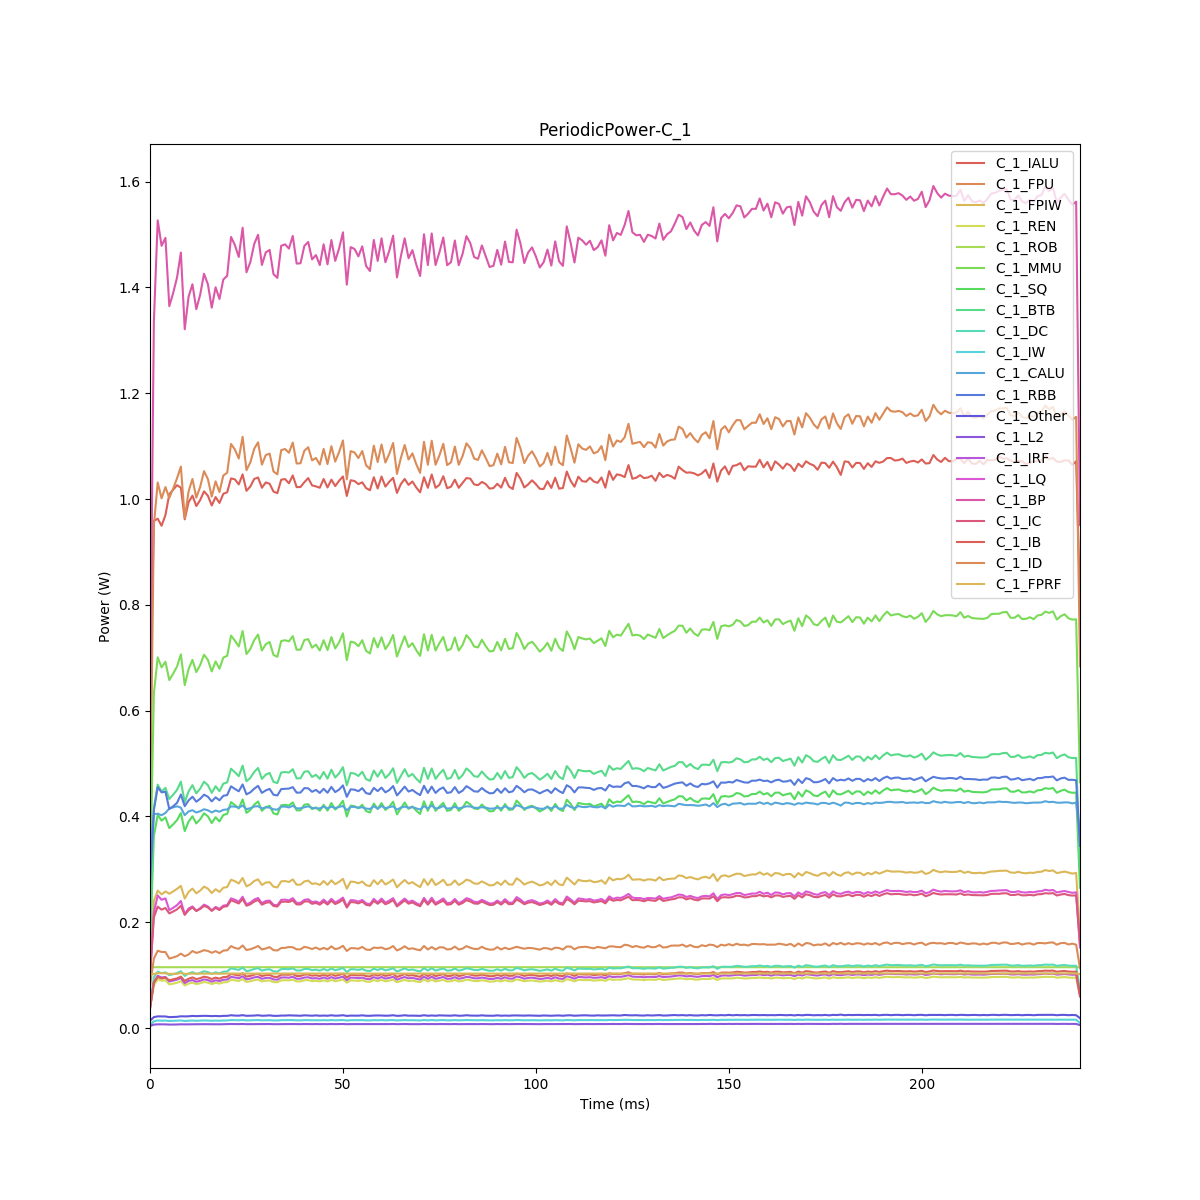 PeriodicPower-C_1
1.6
1.4
1.2
1.0
0.8
0.6
0.4
0.2
0.0
Power (W)
0
50
100
150
200
Time (ms)
C_1_IALU
C_1_FPU
C_1_FPIW
C_1_REN
C_1_ROB
C_1_MMU
C_1_SQ
C_1_BTB
C_1_DC
C_1_IW
C_1_CALU
C_1_RBB
C_1_Other
C_1_L2
C_1_IRF
C_1_LQ
C_1_BP
C_1_IC
C_1_IB
C_1_ID
C_1_FPRF